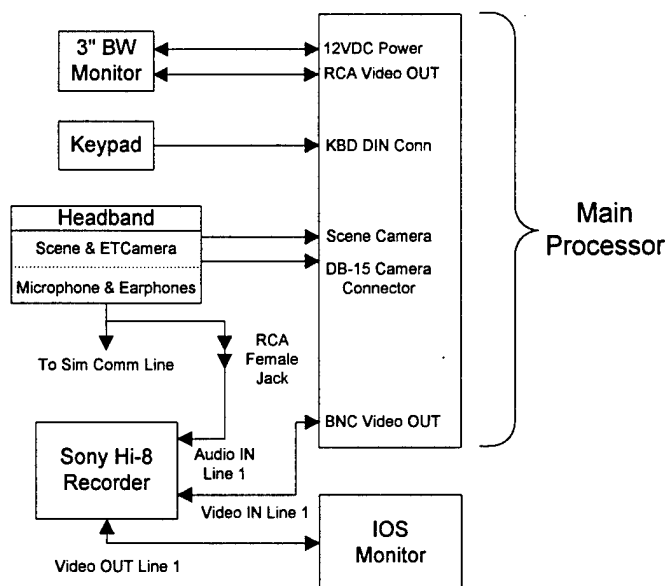 3" BW
Monitor
12VDC Power
RCA Video OUT
Keypad
KBD DIN Conn
Headband
Scene & ETCamera
Microphone & Earphones
Scene Camera
DB-15 Camera
Connector
Main
Processor
To Sim Comm Line
RCA
Female
Jack
BNC Video OUT
Sony Hi-8
Recorder
Audio IN
Line 1
Video IN Line 1
Video OUT Line 1
IOS
Monitor